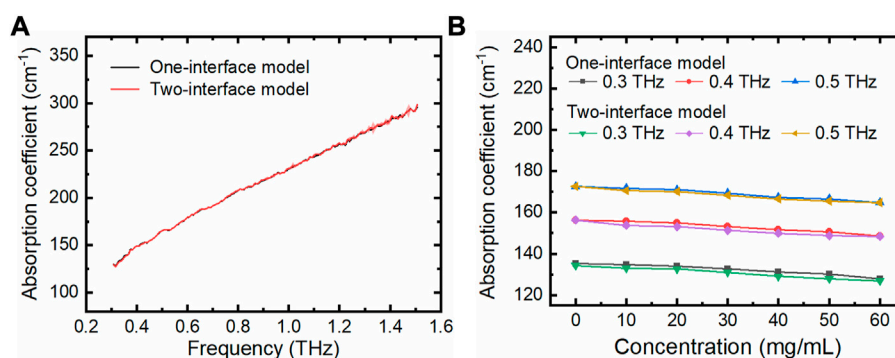 A
Absorption coefficient (cm⁻¹)
350
300
250
200
150
100
One-interface model
Two-interface model
0.2 0.4 0.6 0.8 1.0 1.2 1.4 1.6
Frequency (THz)
B
Absorption coefficient (cm⁻¹)
240
220
200
180
160
140
120
One-interface model
0.3 THz 0.4 THz 0.5 THz
Two-interface model
0.3 THz 0.4 THz 0.5 THz
0 10 20 30 40 50 60
Concentration (mg/mL)